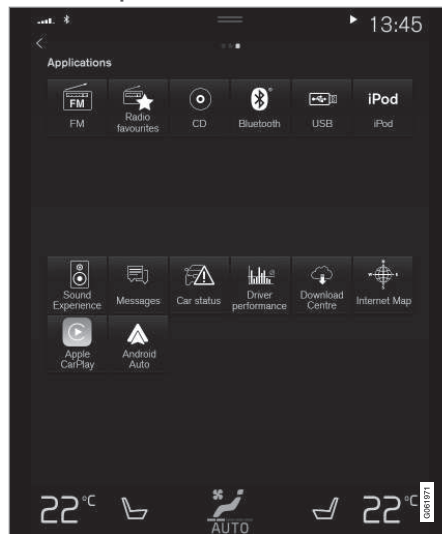 13:45
Applications
FM
FM
Radio
favourites
CD
Bluetooth
USB
iPod
iPod
Sound
Experience
Messages
Car status
Driver
performance
Download
Centre
Internet Map
Apple
CarPlay
Android
Auto
22°C
AUTO
22°C
G061971